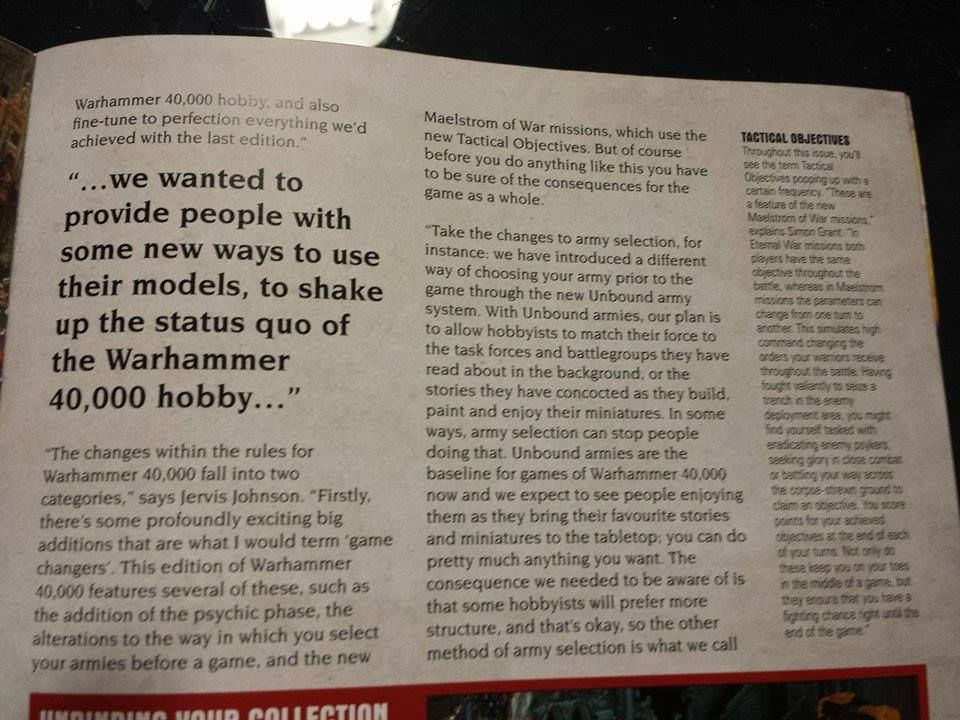 Warhammer 40,000 hobby, and also
fine-tune to perfection everything we'd
achieved with the last edition."
"...we wanted to
provide people with
some new ways to use
their models, to shake
up the status quo of
the Warhammer
40,000 hobby..."
"The changes within the rules for
Warhammer 40,000 fall into two
categories," says Jervis Johnson. "Firstly,
there's some profoundly exciting big
additions that are what I would term 'game
changers'. This edition of Warhammer
40,000 features several of these, such as
the addition of the psychic phase, the
alterations to the way in which you select
your armies before a game, and the new
Maelstrom of War missions, which use the
new Tactical Objectives. But of course
before you do anything like this you have
to be sure of the consequences for the
game as a whole.
"Take the changes to army selection, for
instance: we have introduced a different
way of choosing your army prior to the
game through the new Unbound army
system. With Unbound armies, our plan is
to allow hobbyists to match their force to
the task forces and battlegroups they have
read about in the background, or the
stories they have concocted as they build,
paint and enjoy their miniatures. In some
ways, army selection can stop people
doing that. Unbound armies are the
baseline for games of Warhammer 40,000
now and we expect to see people enjoying
them as they bring their favourite stories
and miniatures to the tabletop; you can do
pretty much anything you want. The
consequence we needed to be aware of is
that some hobbyists will prefer more
structure, and that's okay, so the other
method of army selection is what we call
TACTICAL OBJECTIVES
Throughout this issue, you'll
see the term Tactical
Objectives popping up with a
certain frequency. "These are
a feature of the new
Maelstrom of War missions,"
explains Simon Grant. "In
Eternal War missions both
players have the same
objective throughout the
battle, whereas in Maelstrom
missions the parameters can
change from one turn to
another. This simulates high
command changing the
orders your warriors receive
throughout the battle. Having
fought valiantly to seize a
trench in the enemy
deployment area, you might
find yourself tasked with
eradicating enemy psykers,
seeking glory in close combat
or battling your way across
the corpse-strewn ground to
claim an objective. You score
points for your achieved
objectives at the end of each
of your turns. Not only do
these keep you on your toes
in the middle of a game, but
they ensure that you have a
fighting chance right until the
end of the game."
UNBINDING YOUR COLLECTION